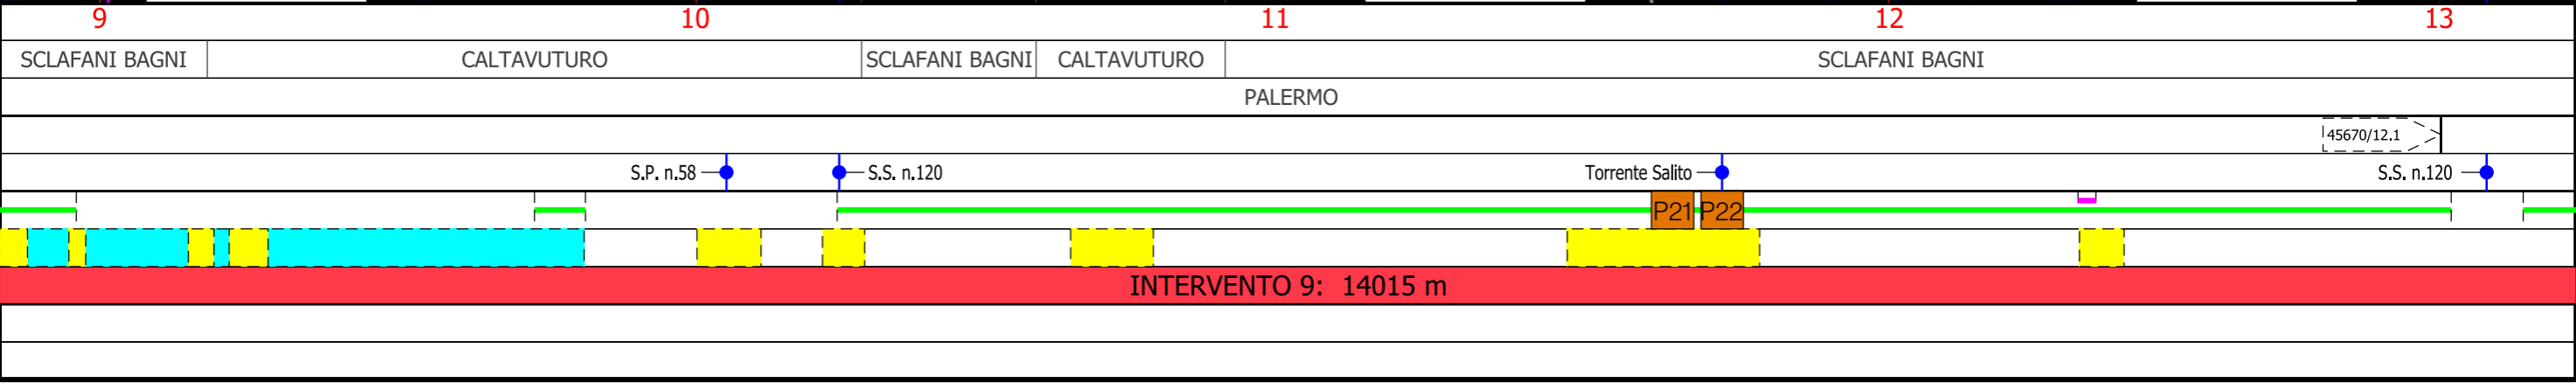 9 10 11 12 13
SCLAFANI BAGNI CALTAVUTURO SCLAFANI BAGNI CALTAVUTURO SCLAFANI BAGNI
PALERMO
45670/12.1
S.P. n.58 S.S. n.120 Torrente Salito S.S. n.120
P21 P22
INTERVENTO 9: 14015 m